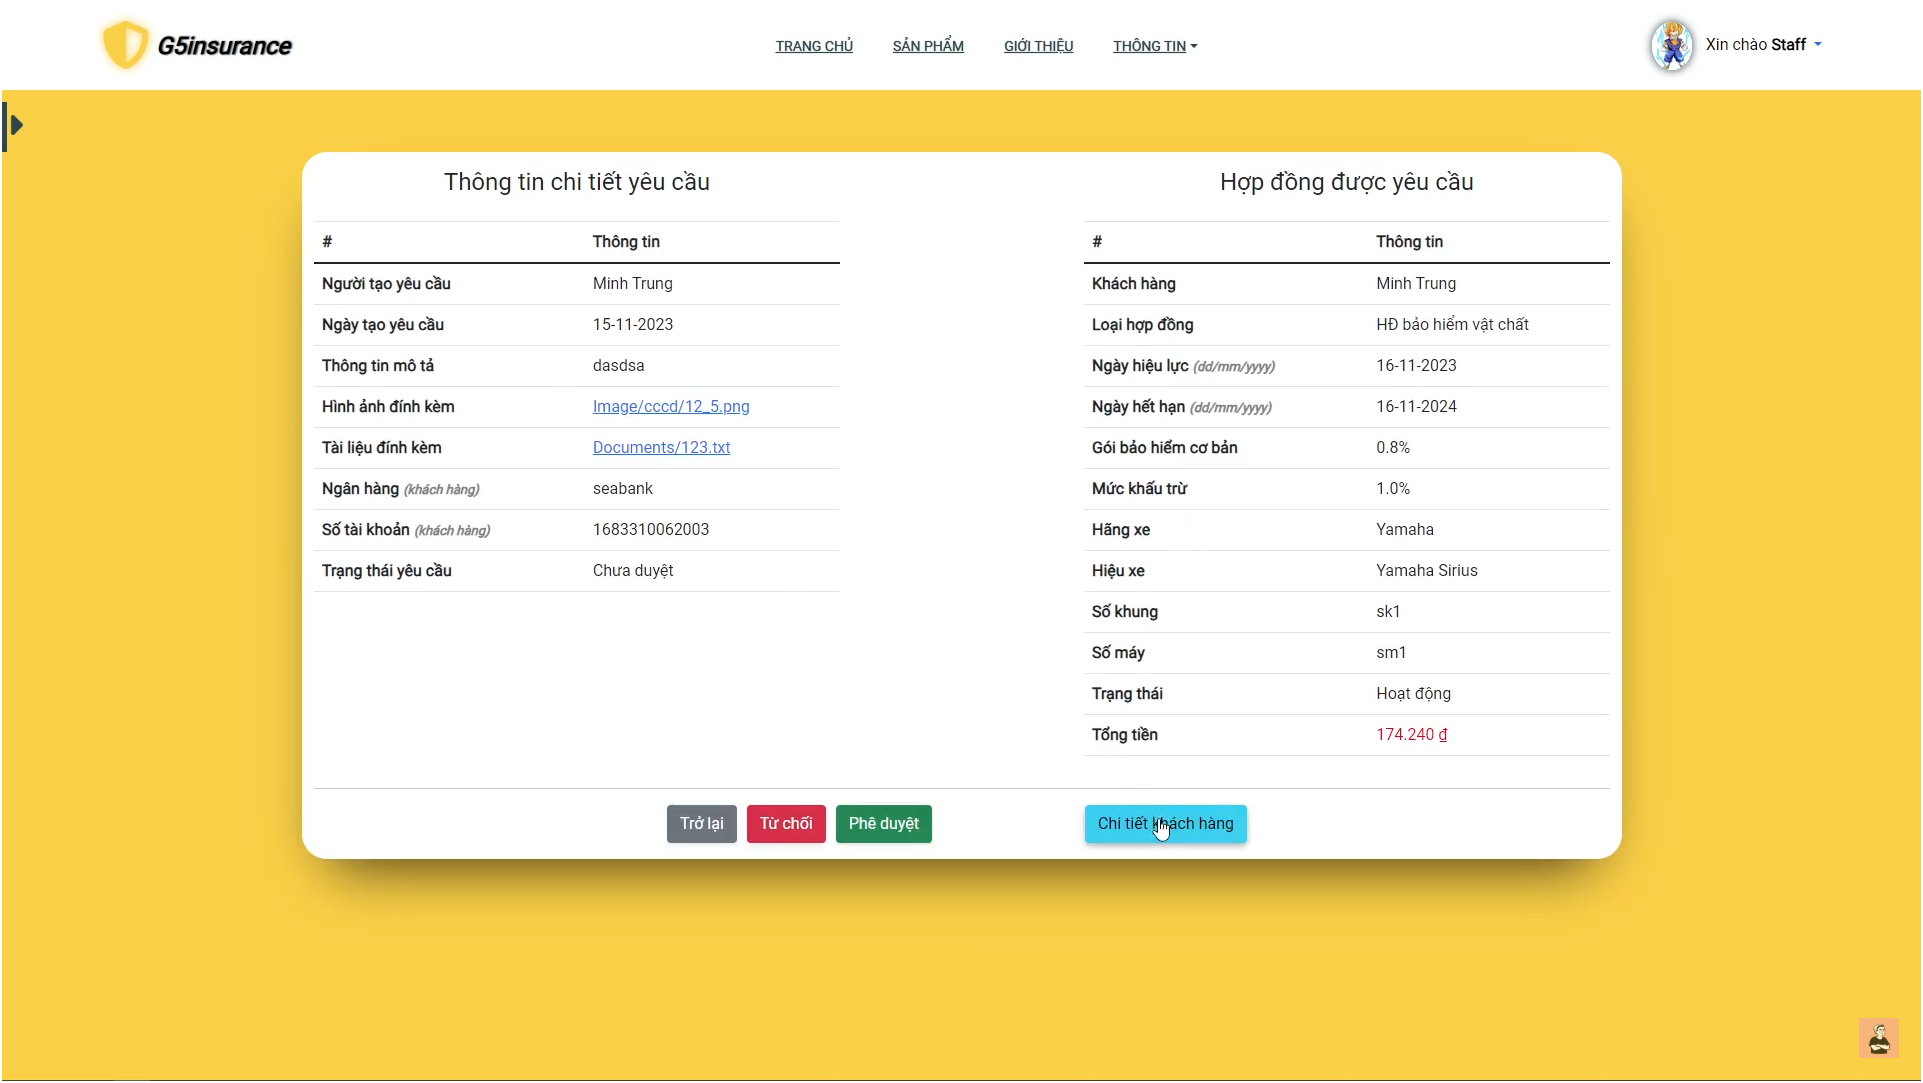 G5insurance
TRANG CHỦ SẢN PHẨM GIỚI THIỆU THÔNG TIN
Xin chào Staff
Thông tin chi tiết yêu cầu
# Thông tin
Người tạo yêu cầu Minh Trung
Ngày tạo yêu cầu 15-11-2023
Thông tin mô tả dasdsa
Hình ảnh đính kèm Image/cccd/12_5.png
Tài liệu đính kèm Documents/123.txt
Ngân hàng (khách hàng) seabank
Số tài khoản (khách hàng) 1683310062003
Trạng thái yêu cầu Chưa duyệt
Hợp đồng được yêu cầu
# Thông tin
Khách hàng Minh Trung
Loại hợp đồng HĐ bảo hiểm vật chất
Ngày hiệu lực (dd/mm/yyyy) 16-11-2023
Ngày hết hạn (dd/mm/yyyy) 16-11-2024
Gói bảo hiểm cơ bản 0.8%
Mức khấu trừ 1.0%
Hãng xe Yamaha
Hiệu xe Yamaha Sirius
Số khung sk1
Số máy sm1
Trạng thái Hoạt động
Tổng tiền 174.240 ₫
Trở lại Từ chối Phê duyệt Chi tiết khách hàng